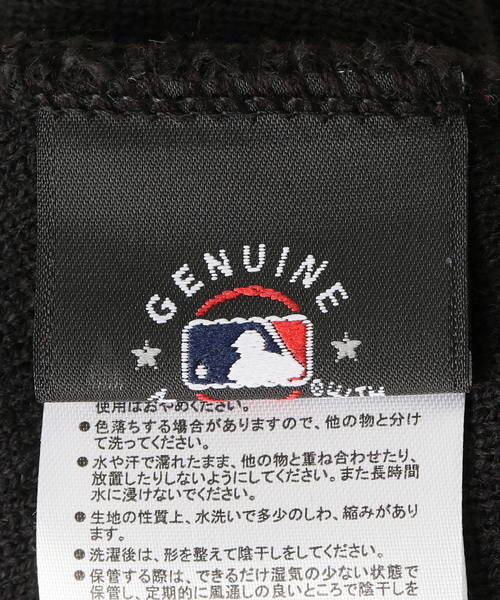 GENUINE
使用はおやめください。
●色落ちする場合がありますので、他の物と分け
て洗ってください。
●水や汗で濡れたまま、他の物と重ね合わせたり、
放置したりしないようにしてください。また長時間
水に浸けないでください。
●生地の性質上、水洗いで多少のしわ、縮みがあり
ます。
●洗濯後は、形を整えて陰干しをしてください。
●保管する際は、できるだけ湿気の少ない状態で
保管し、定期的に風通しの良いところで陰干しを